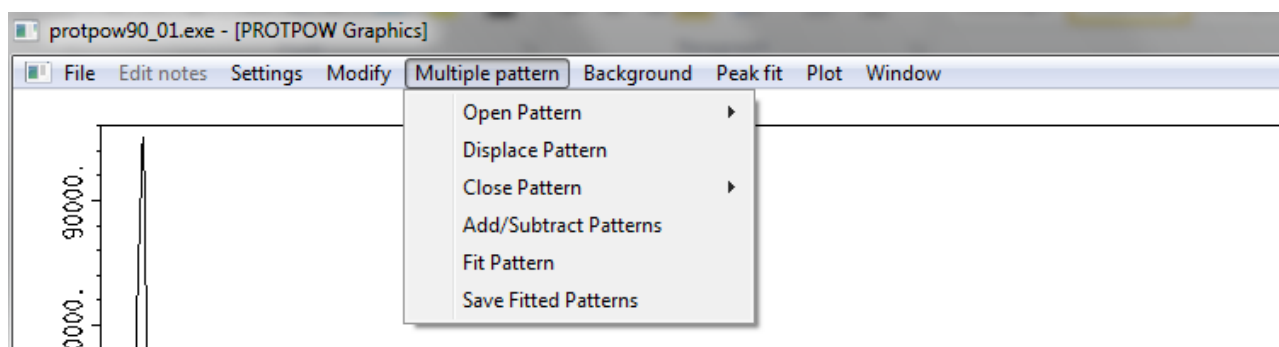 protpow90_01.exe - [PROTPOW Graphics]
File Edit notes Settings Modify Multiple pattern Background Peak fit Plot Window
Open Pattern
Displace Pattern
Close Pattern
Add/Subtract Patterns
Fit Pattern
Save Fitted Patterns
90000.